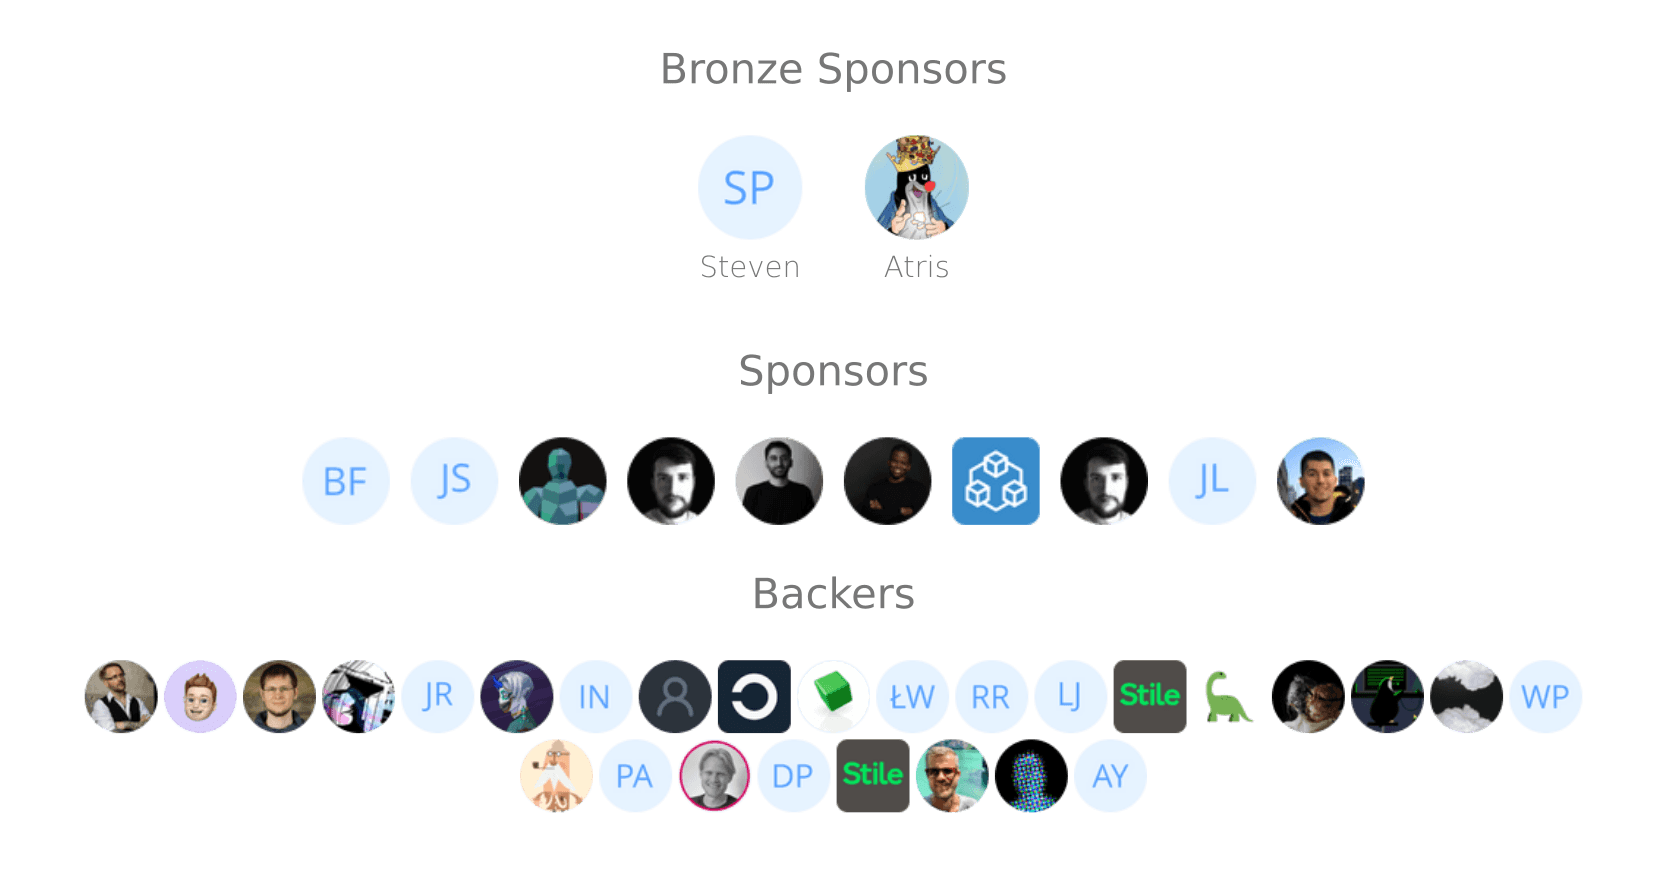 Bronze Sponsors
SP
Steven Atris
Sponsors
BF JS JL
Backers
JR IN ŁW RR LJ Stile WP
PA DP Stile AY